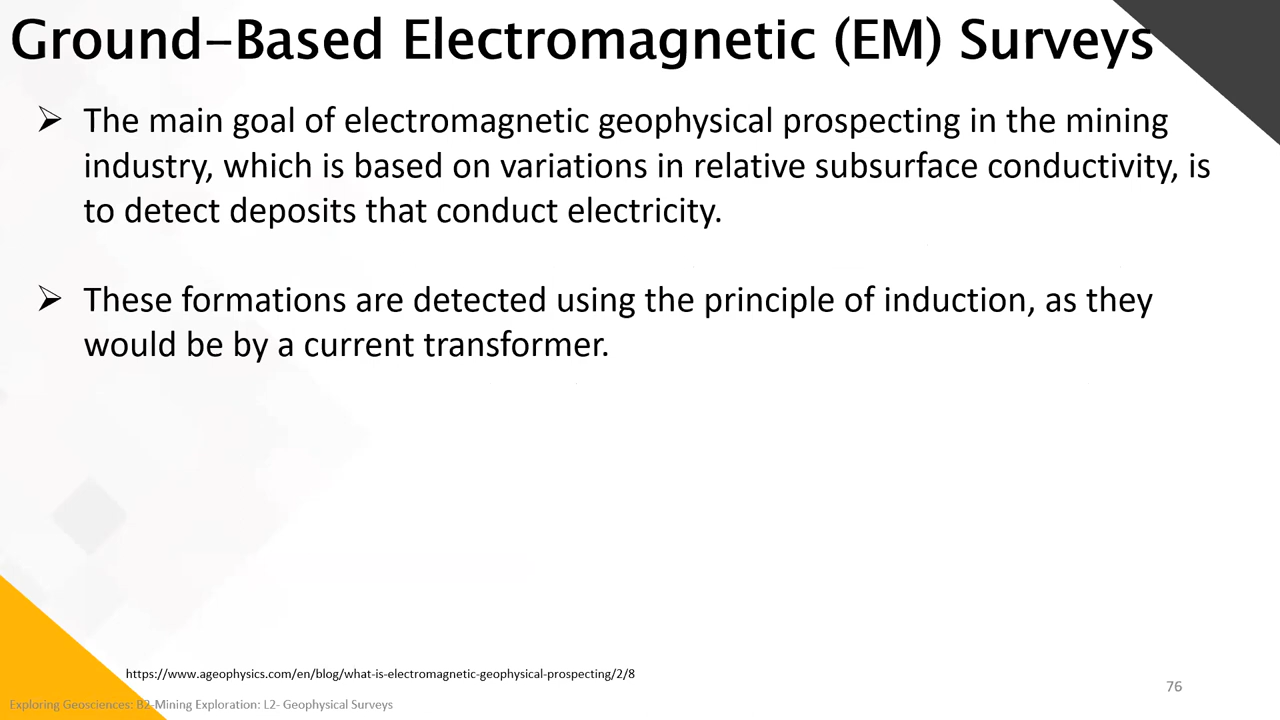 Ground-Based Electromagnetic (EM) Surveys
➢ The main goal of electromagnetic geophysical prospecting in the mining
industry, which is based on variations in relative subsurface conductivity, is
to detect deposits that conduct electricity.
➢ These formations are detected using the principle of induction, as they
would be by a current transformer.
https://www.ageophysics.com/en/blog/what-is-electromagnetic-geophysical-prospecting/2/8
76
Exploring Geosciences: B2-Mining Exploration: L2- Geophysical Surveys